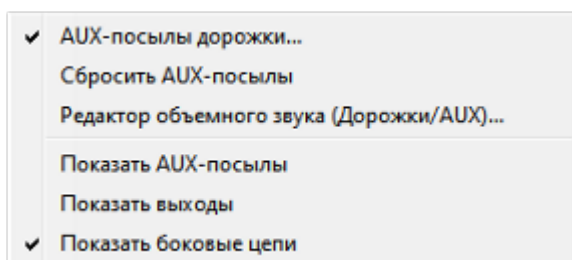 AUX-посылы дорожки...
Сбросить AUX-посылы
Редактор объемного звука (Дорожки/AUX)...
Показать AUX-посылы
Показать выходы
Показать боковые цепи